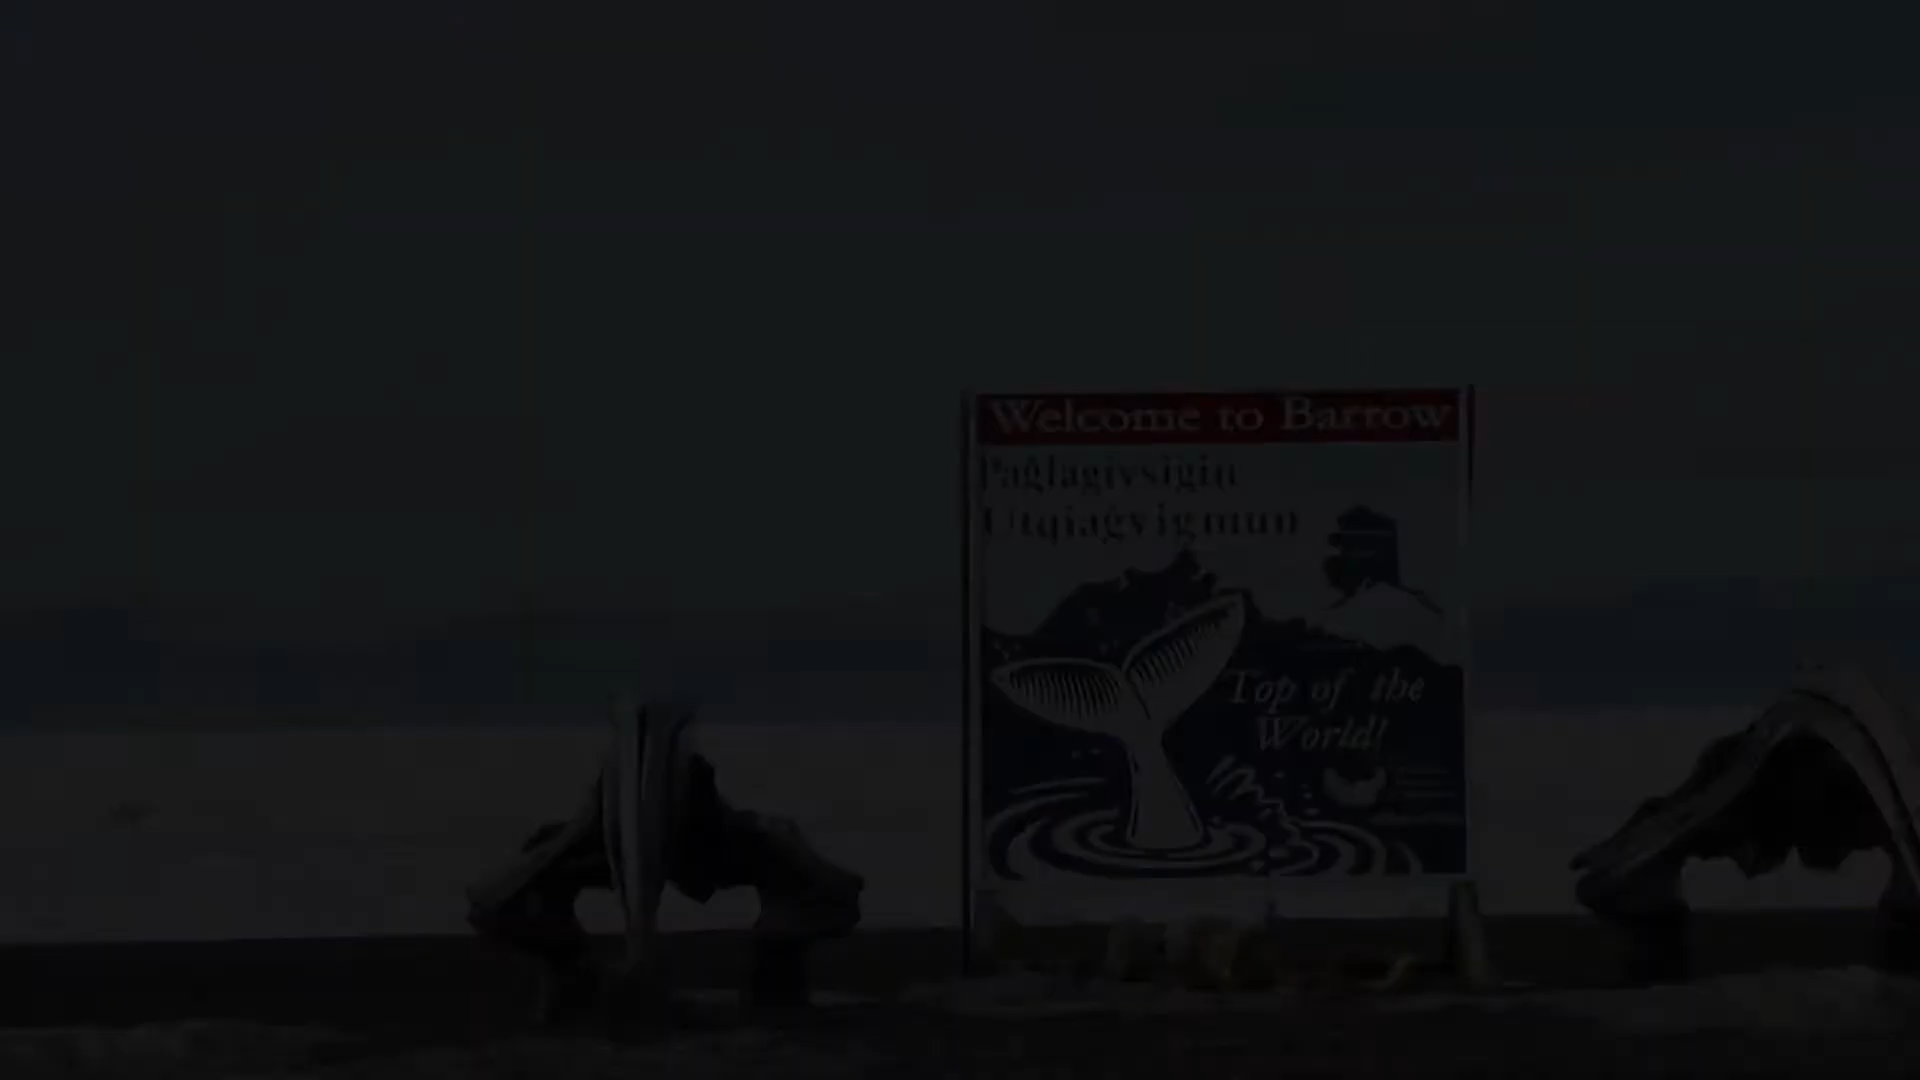 Welcome to Barrow
Paġlagivsigiñ
Utqiaġvigmun
Top of the
World!